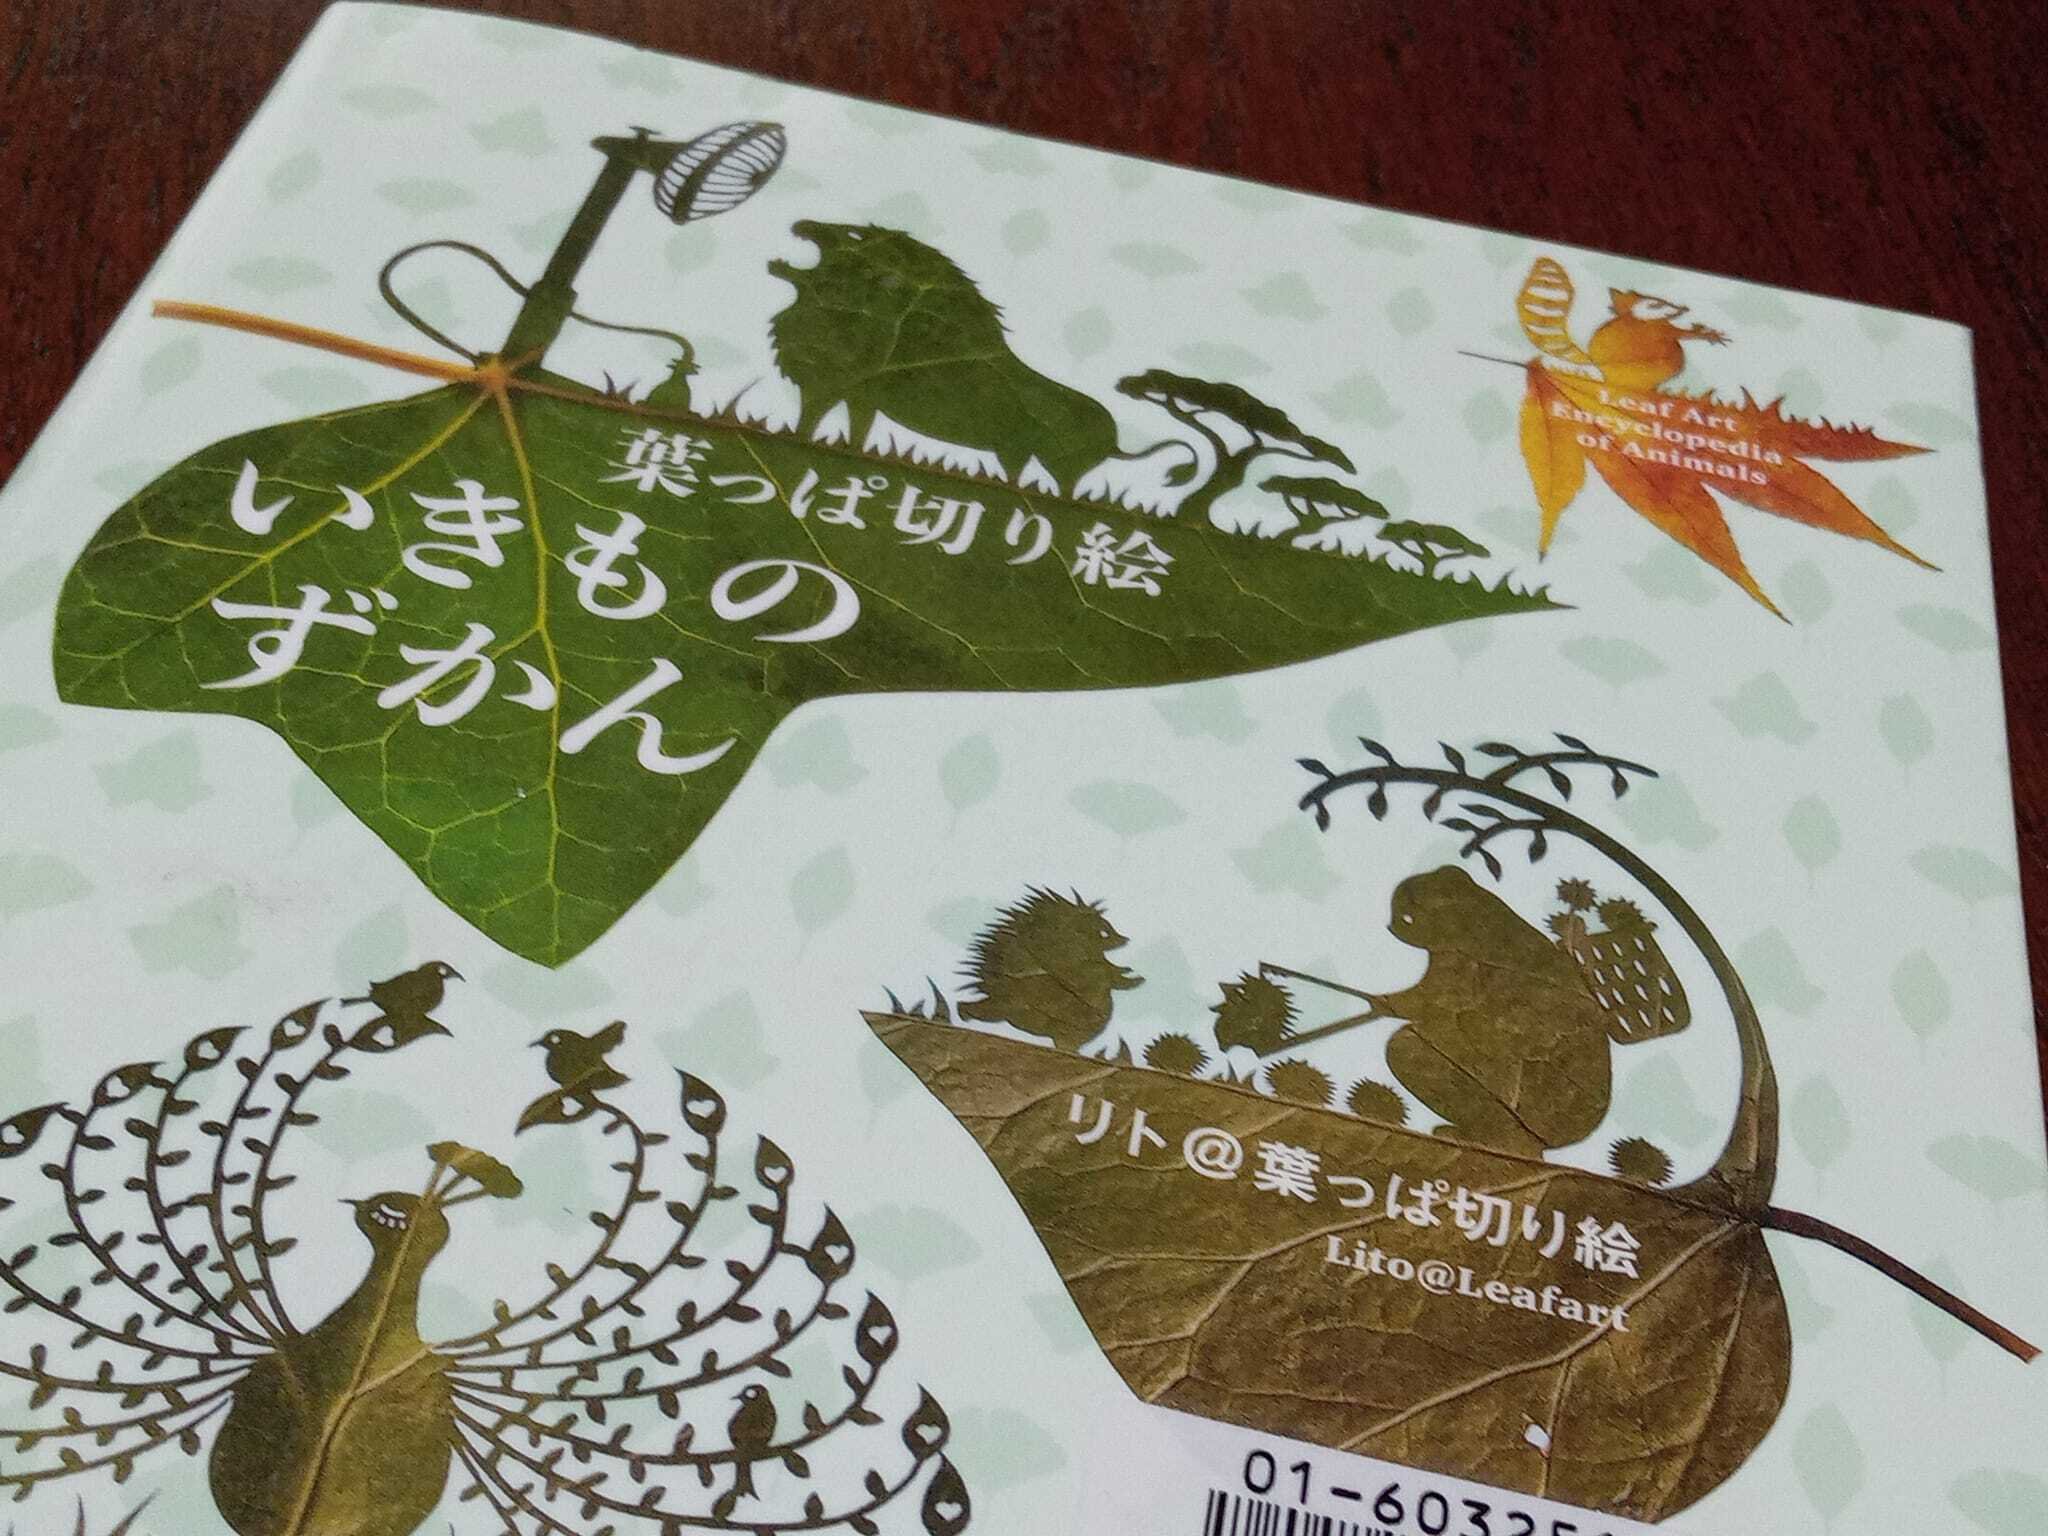 葉っぱ切り絵
いきもの
ずかん
Leaf Art
Encyclopedia
of Animals
リト@葉っぱ切り絵
Lito@Leafart